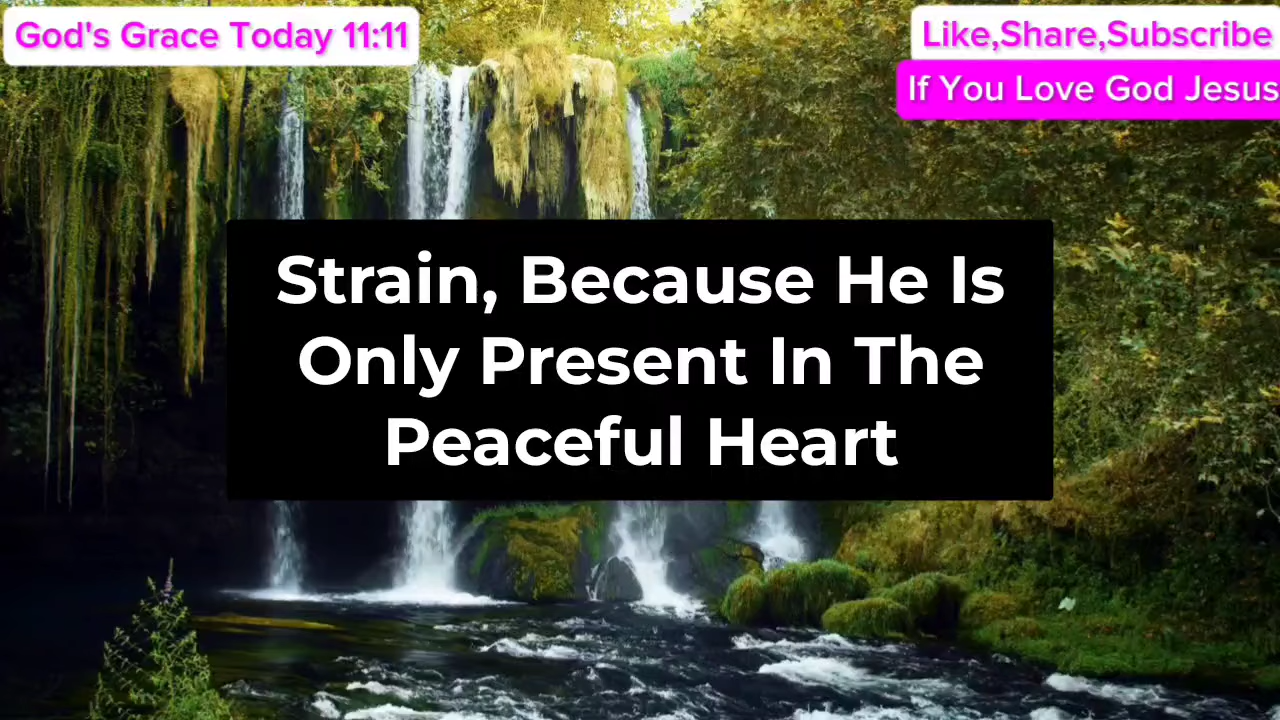 God's Grace Today 11:11
Like,Share,Subscribe
If You Love God Jesus
Strain, Because He Is
Only Present In The
Peaceful Heart